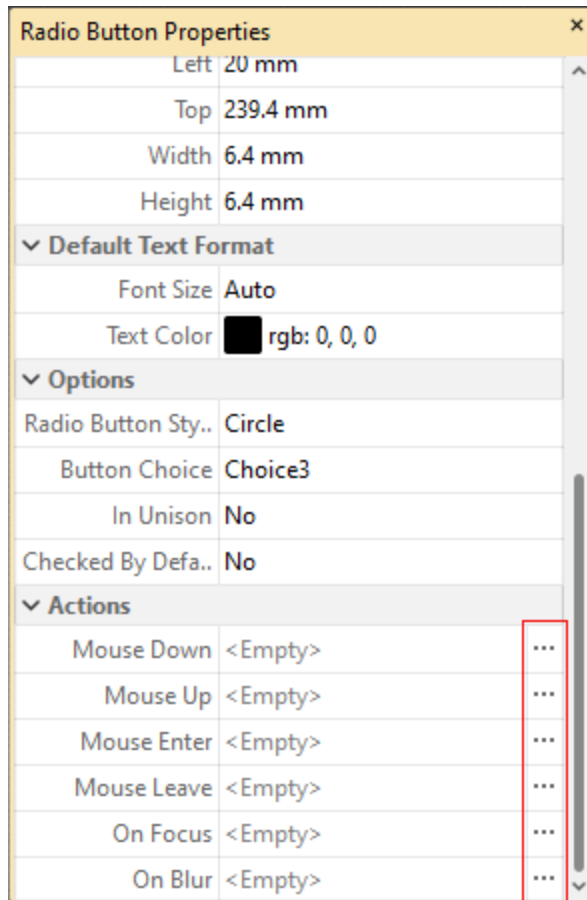 Radio Button Properties
Left 20 mm
Top 239.4 mm
Width 6.4 mm
Height 6.4 mm
Default Text Format
Font Size Auto
Text Color rgb: 0, 0, 0
Options
Radio Button Sty.. Circle
Button Choice Choice3
In Unison No
Checked By Defa.. No
Actions
Mouse Down <Empty> ...
Mouse Up <Empty> ...
Mouse Enter <Empty> ...
Mouse Leave <Empty> ...
On Focus <Empty> ...
On Blur <Empty> ...